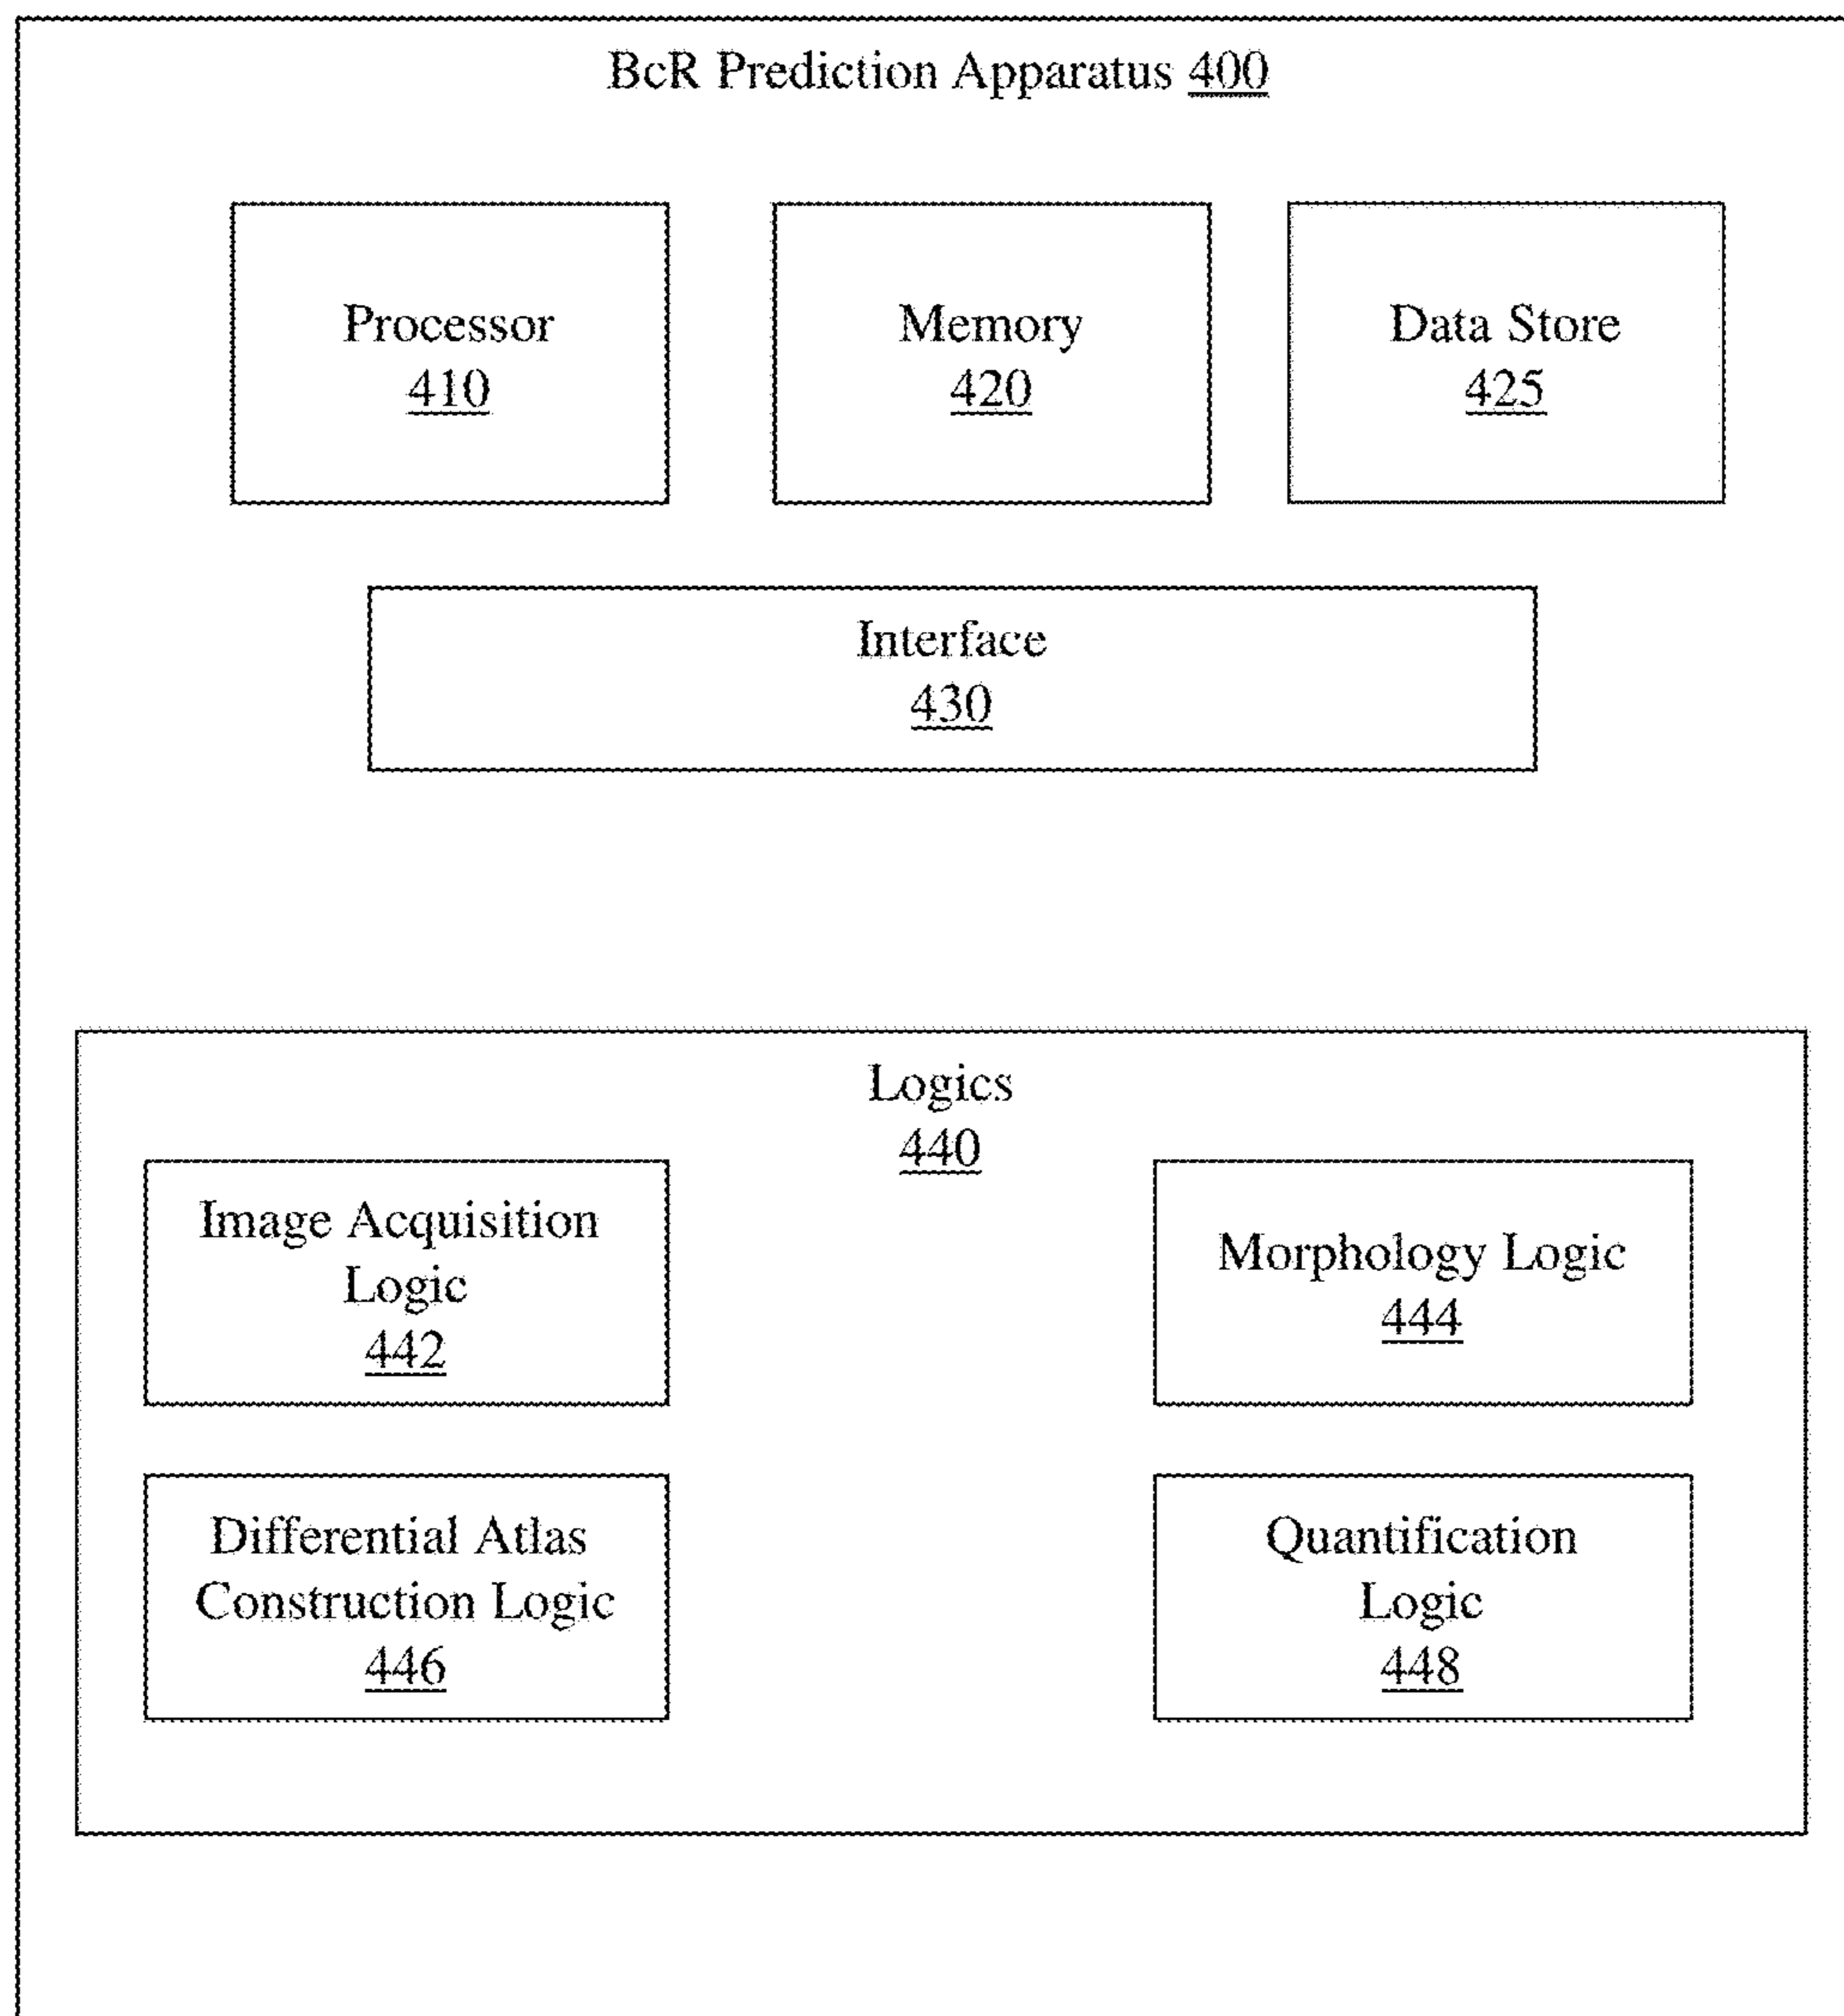 BcR Prediction Apparatus 400
Processor
410
Memory
420
Data Store
425
Interface
430
Logics
440
Image Acquisition
Logic
442
Morphology Logic
444
Differential Atlas
Construction Logic
446
Quantification
Logic
448